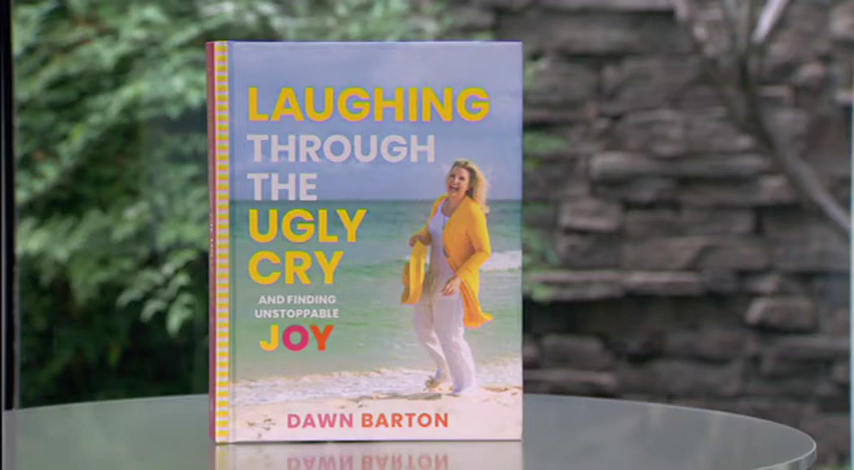 LAUGHING
THROUGH
THE
UGLY
CRY
AND FINDING
UNSTOPPABLE
JOY
DAWN BARTON